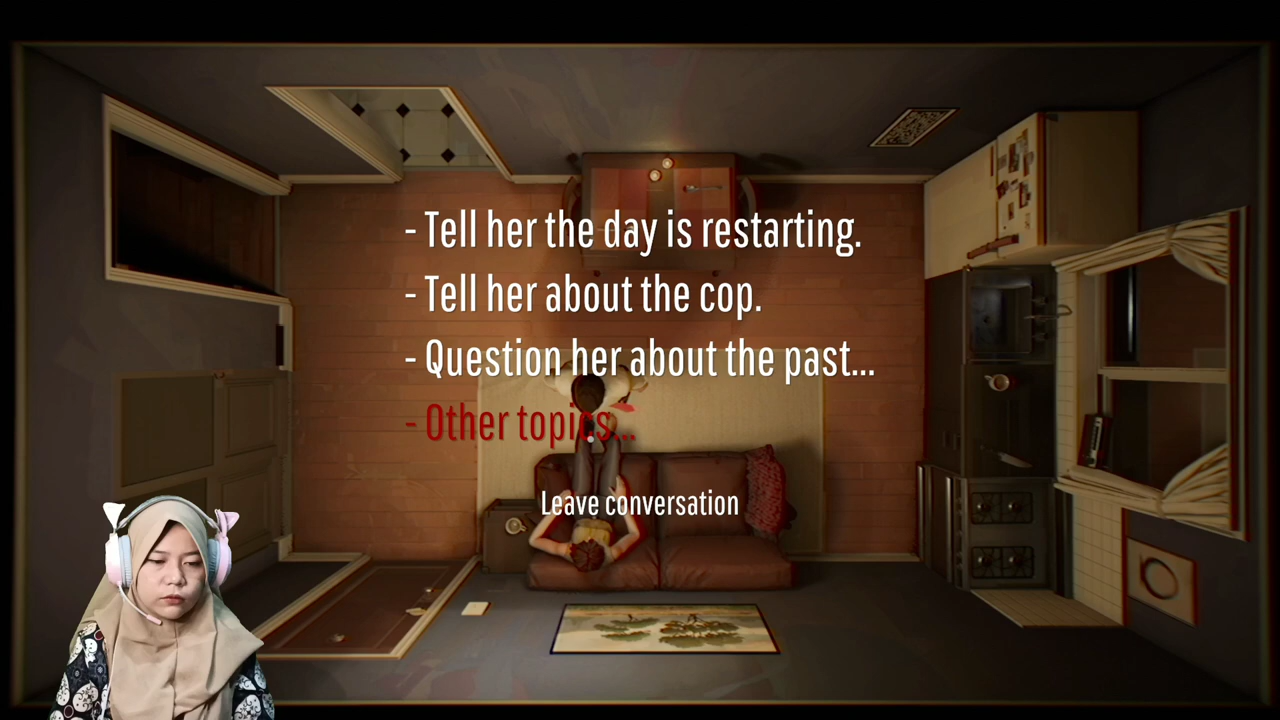 - Tell her the day is restarting.
- Tell her about the cop.
- Question her about the past...
- Other topics...
Leave conversation